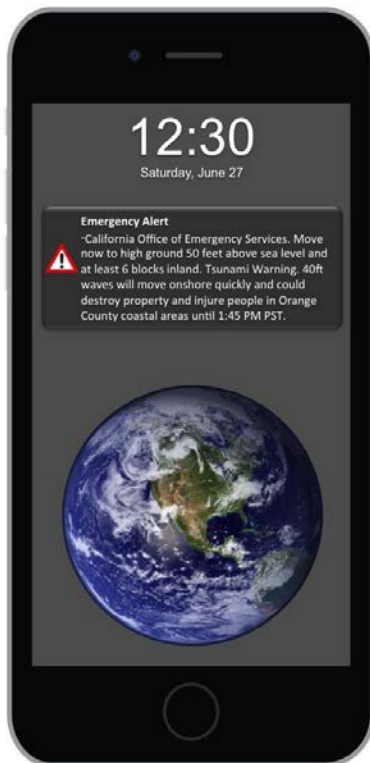 12:30
Saturday, June 27
Emergency Alert
-California Office of Emergency Services. Move
now to high ground 50 feet above sea level and
at least 6 blocks inland. Tsunami Warning. 40ft
waves will move onshore quickly and could
destroy property and injure people in Orange
County coastal areas until 1:45 PM PST.